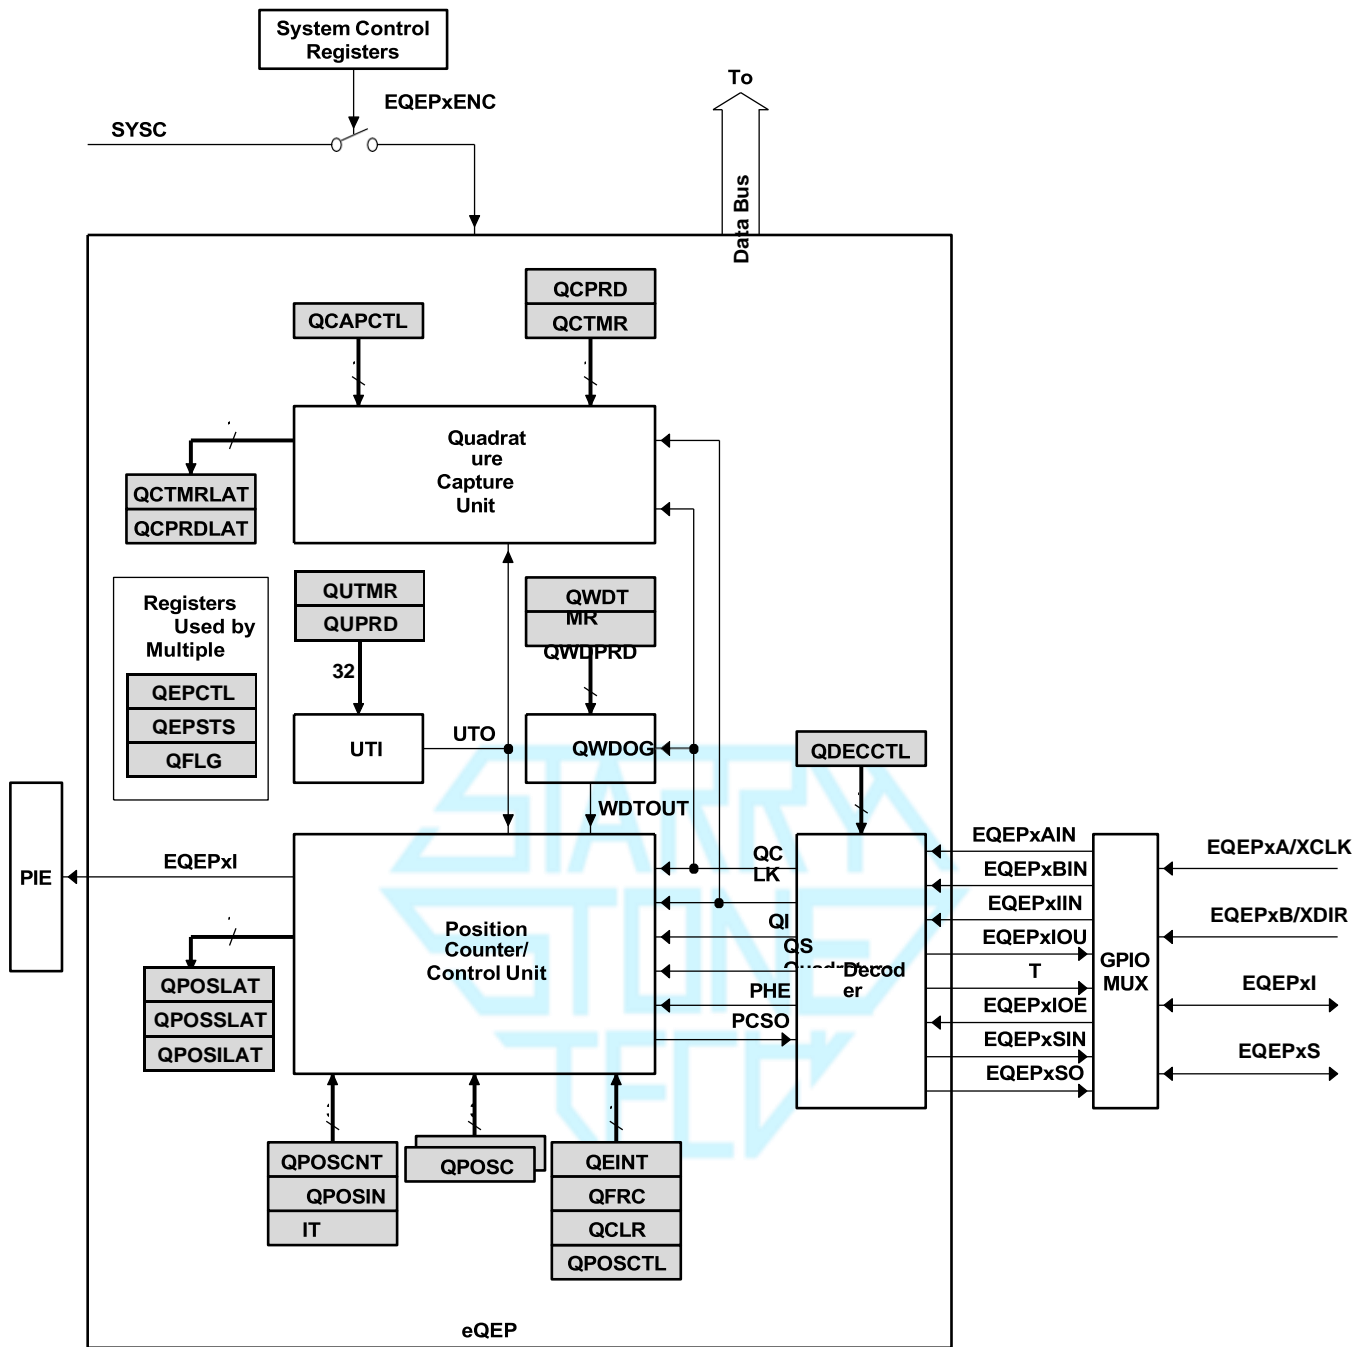 System Control
Registers
To
EQEPxENC
SYSC
Data Bus
QCPRD
QCAPCTL
QCTMR
Quadrat
ure
Capture
Unit
QCTMRLAT
QCPRDLAT
Registers
Used by
Multiple
QEPCTL
QEPSTS
QFLG
QUTMR
QUPRD
32
QWDT
MR
QWDPRD
UTI
UTO
QWDOG
QDECCTL
WDTOUT
PIE
EQEPxI
Position
Counter/
Control Unit
QC
LK
QI
QS
Decod
er
PHE
PCSO
EQEPxAIN
EQEPxBIN
EQEPxIIN
EQEPxIOU
T
EQEPxIOE
EQEPxSIN
EQEPxSO
GPIO
MUX
EQEPxA/XCLK
EQEPxB/XDIR
EQEPxI
EQEPxS
QPOSLAT
QPOSSLAT
QPOSILAT
QPOSCNT
QPOSIN
IT
QPOSC
QEINT
QFRC
QCLR
QPOSCTL
eQEP
STARRY
STONE
TECH